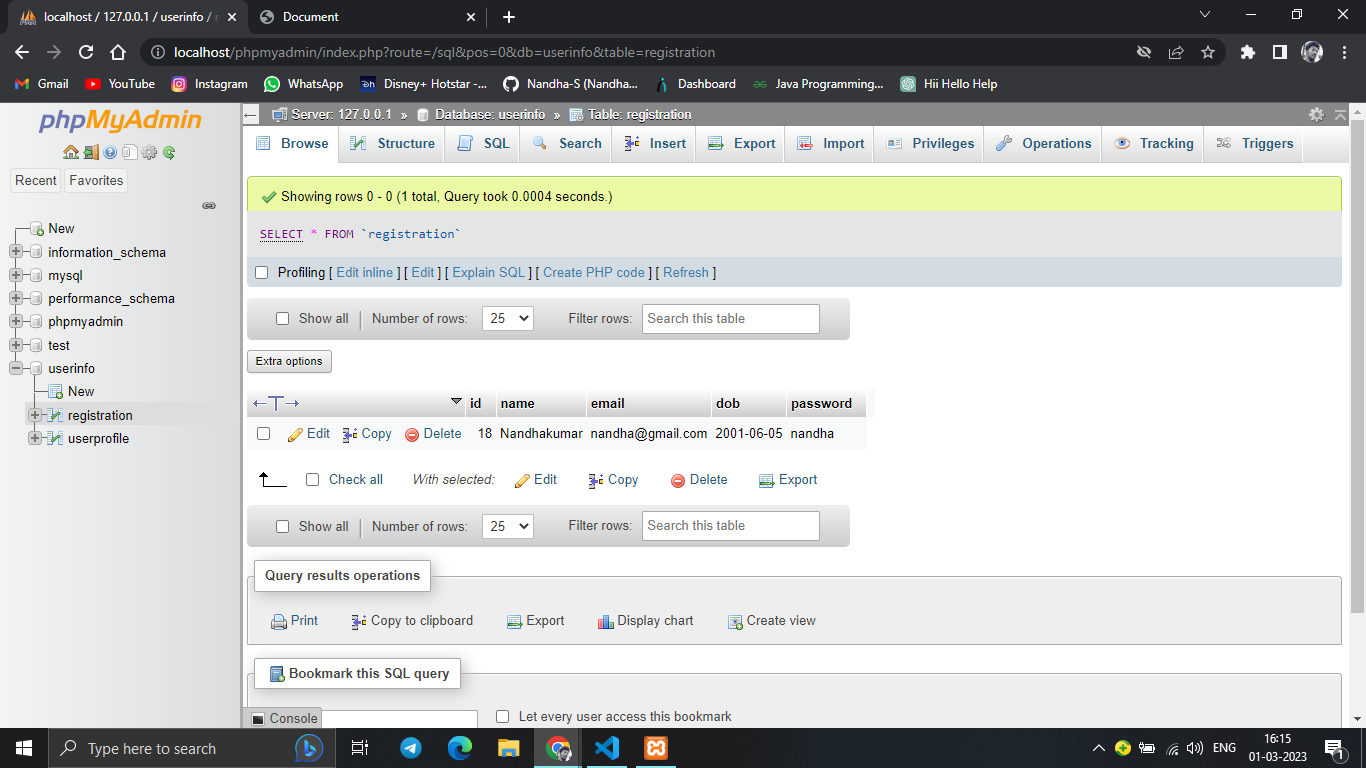 localhost / 127.0.0.1 / userinfo /
Document
localhost/phpmyadmin/index.php?route=/sql&pos=0&db=userinfo&table=registration
Gmail
YouTube
Instagram
WhatsApp
Disney+ Hotstar -...
Nandha-S (Nandha...
Dashboard
Java Programming...
Hii Hello Help
phpMyAdmin
Recent
Favorites
New
information_schema
mysql
performance_schema
phpmyadmin
test
userinfo
New
registration
userprofile
Server: 127.0.0.1 » Database: userinfo » Table: registration
Browse
Structure
SQL
Search
Insert
Export
Import
Privileges
Operations
Tracking
Triggers
Showing rows 0 - 0 (1 total, Query took 0.0004 seconds.)
SELECT * FROM `registration`
Profiling [ Edit inline ] [ Edit ] [ Explain SQL ] [ Create PHP code ] [ Refresh ]
Show all | Number of rows: 25 Filter rows: Search this table
Extra options
id name email dob password
Edit Copy Delete 18 Nandhakumar nandha@gmail.com 2001-06-05 nandha
Check all With selected: Edit Copy Delete Export
Show all | Number of rows: 25 Filter rows: Search this table
Query results operations
Print Copy to clipboard Export Display chart Create view
Bookmark this SQL query
Console
Let every user access this bookmark
Type here to search
ENG
16:15
01-03-2023
1